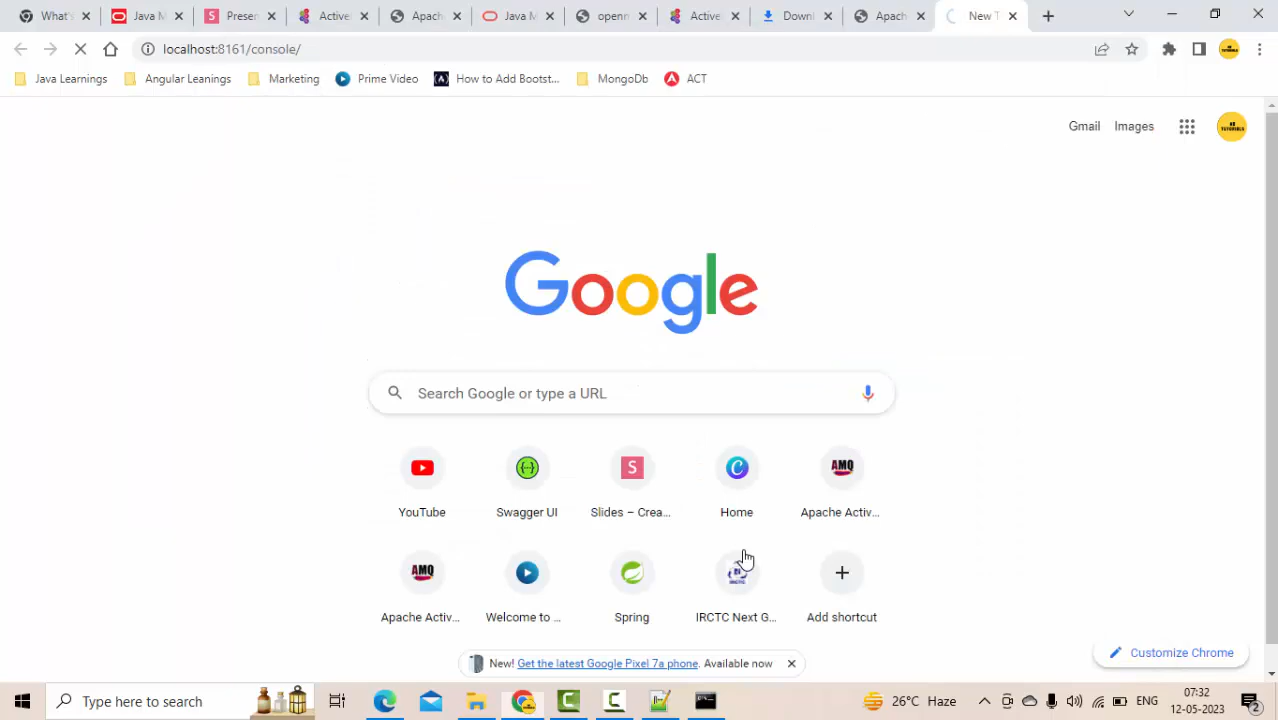 What's
Java M
Presen
Active
Apach
Java M
openm
Active
Downl
Apach
New T
localhost:8161/console/
Java Learnings
Angular Leanings
Marketing
Prime Video
How to Add Bootst...
MongoDb
ACT
Gmail
Images
Google
Search Google or type a URL
YouTube
Swagger UI
Slides – Crea...
Home
Apache Activ...
Apache Activ...
Welcome to ...
Spring
IRCTC Next G...
Add shortcut
New! Get the latest Google Pixel 7a phone. Available now
Customize Chrome
Type here to search
26°C Haze
ENG
07:32
12-05-2023
2